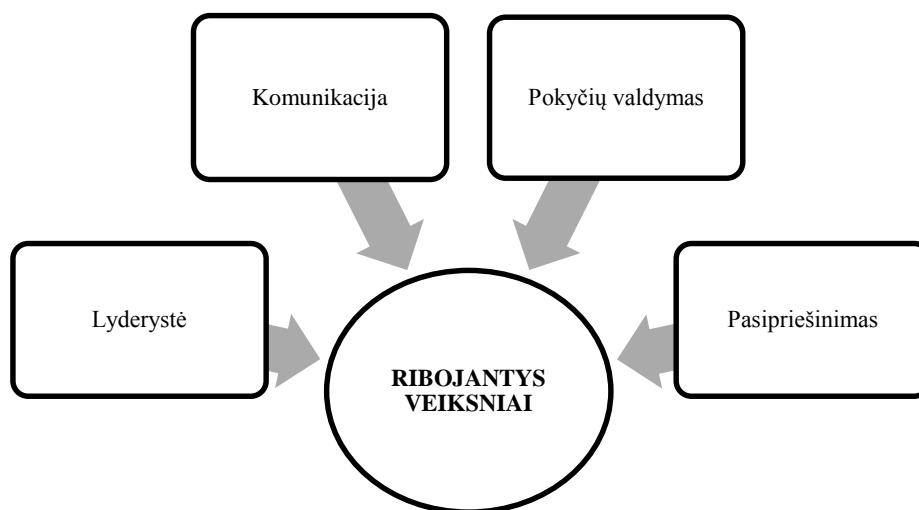 Komunikacija
Pokyčių valdymas
Lyderystė
Pasipriešinimas
RIBOJANTYS
VEIKSNIAI